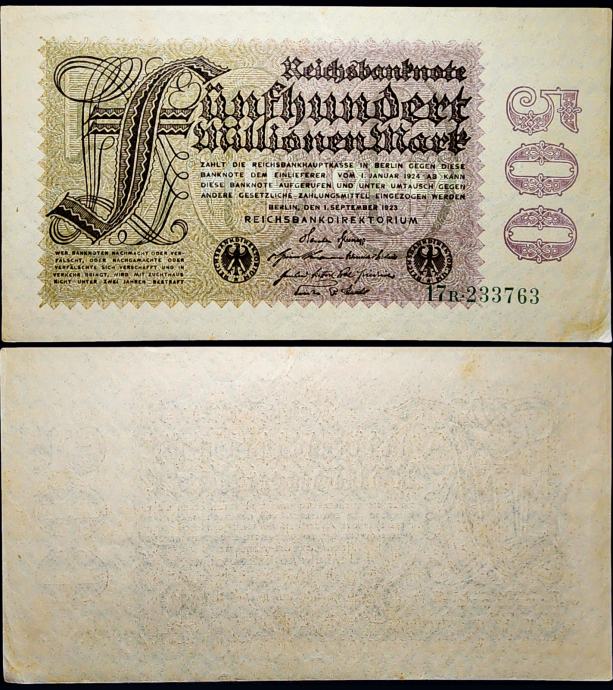 Reichsbanknote
Fünfhundert
Millionen Mark
ZAHLT DIE REICHSBANKHAUPTKASSE IN BERLIN GEGEN DIESE
BANKNOTE DEM EINLIEFERER VOM 1. JANUAR 1924 AB KANN
DIESE BANKNOTE AUFGERUFEN UND UNTER UMTAUSCH GEGEN
ANDERE GESETZLICHE ZAHLUNGSMITTEL EINGEZOGEN WERDEN
BERLIN, DEN 1. SEPTEMBER 1923
REICHSBANKDIREKTORIUM
WER BANKNOTEN NACHMACHT ODER VER-
FÄLSCHT, ODER NACHGEMACHTE ODER
VERFÄLSCHTE SICH VERSCHAFFT UND IN
VERKEHR BRINGT, WIRD MIT ZUCHTHAUS
NICHT UNTER ZWEI JAHREN BESTRAFT
17R-233763
500